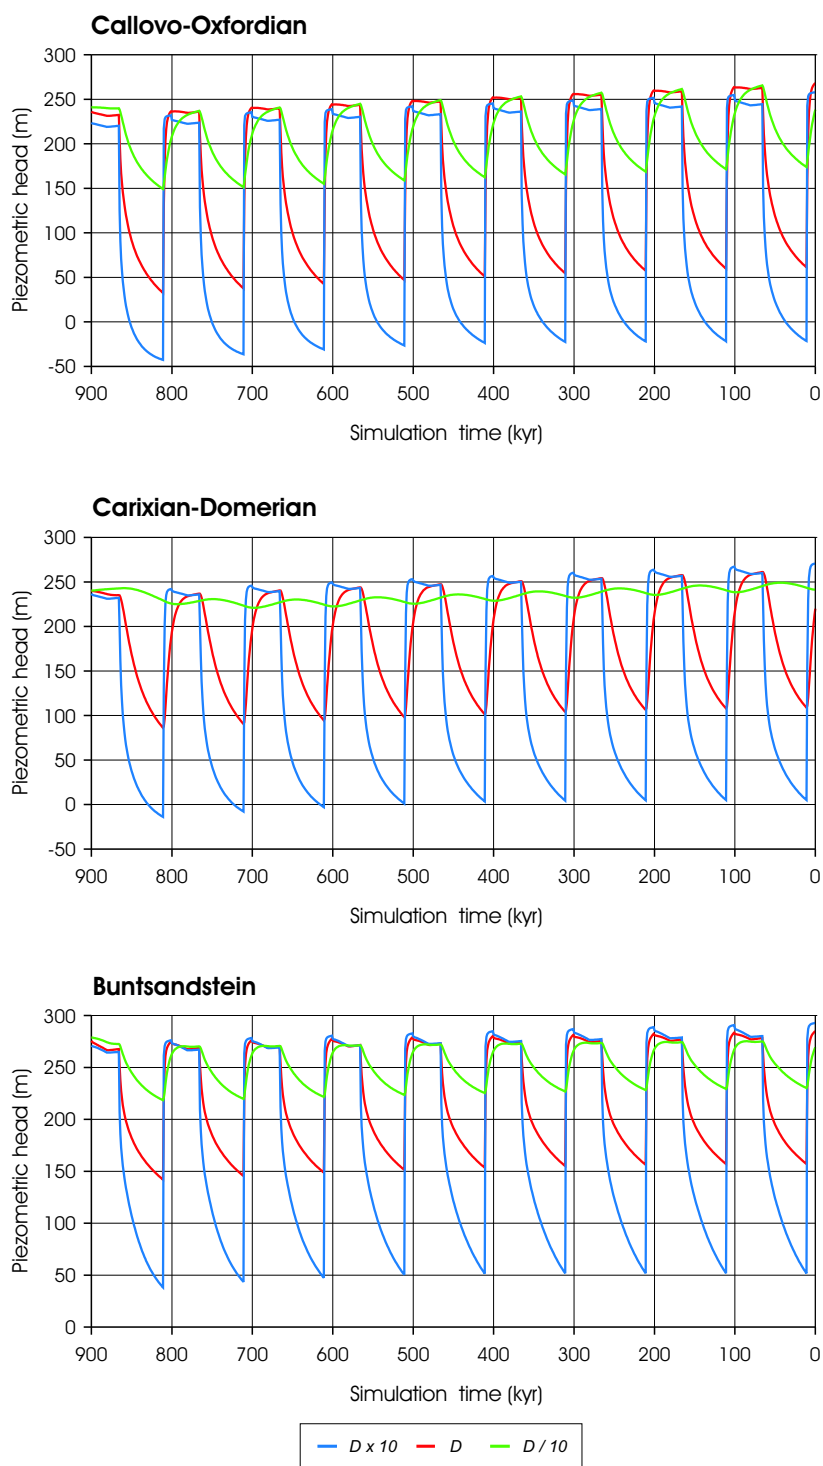 Callovo-Oxfordian
Piezometric head (m)
300
250
200
150
100
50
0
-50
900 800 700 600 500 400 300 200 100 0
Simulation time (kyr)
Carixian-Domerian
Piezometric head (m)
300
250
200
150
100
50
0
-50
900 800 700 600 500 400 300 200 100 0
Simulation time (kyr)
Buntsandstein
Piezometric head (m)
300
250
200
150
100
50
0
900 800 700 600 500 400 300 200 100 0
Simulation time (kyr)
D x 10 D D / 10